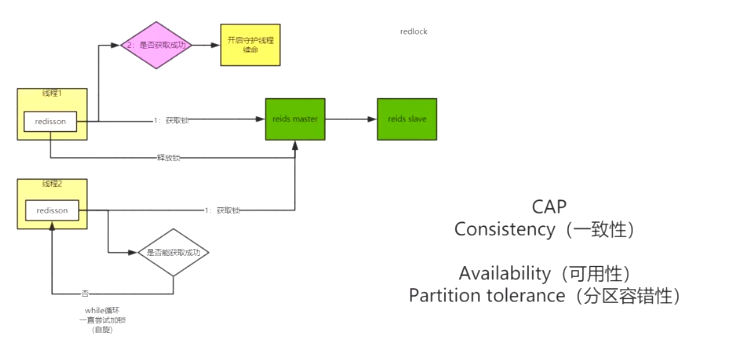 redlock
2：是否获取成功
开启守护线程
续命
线程1
redisson
1：获取锁
reids master
reids slave
释放锁
线程2
redisson
1：获取锁
是否能获取成功
否
while循环
一直尝试加锁
(自旋)
CAP
Consistency（一致性）
Availability（可用性）
Partition tolerance（分区容错性）